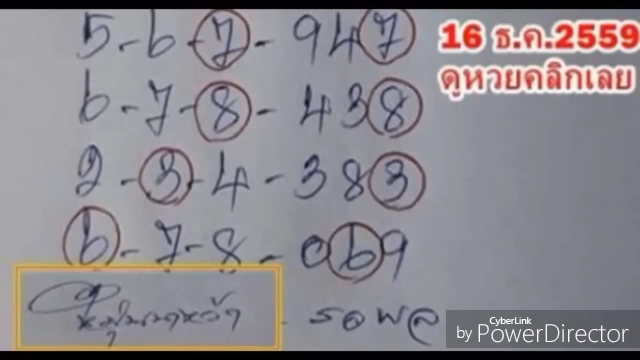 5-6-7-947
16 ธ.ค.2559
ดูหวยคลิกเลย
6-7-8-438
2-3-4-383
6-7-8-069
- รอผล
CyberLink
by PowerDirector